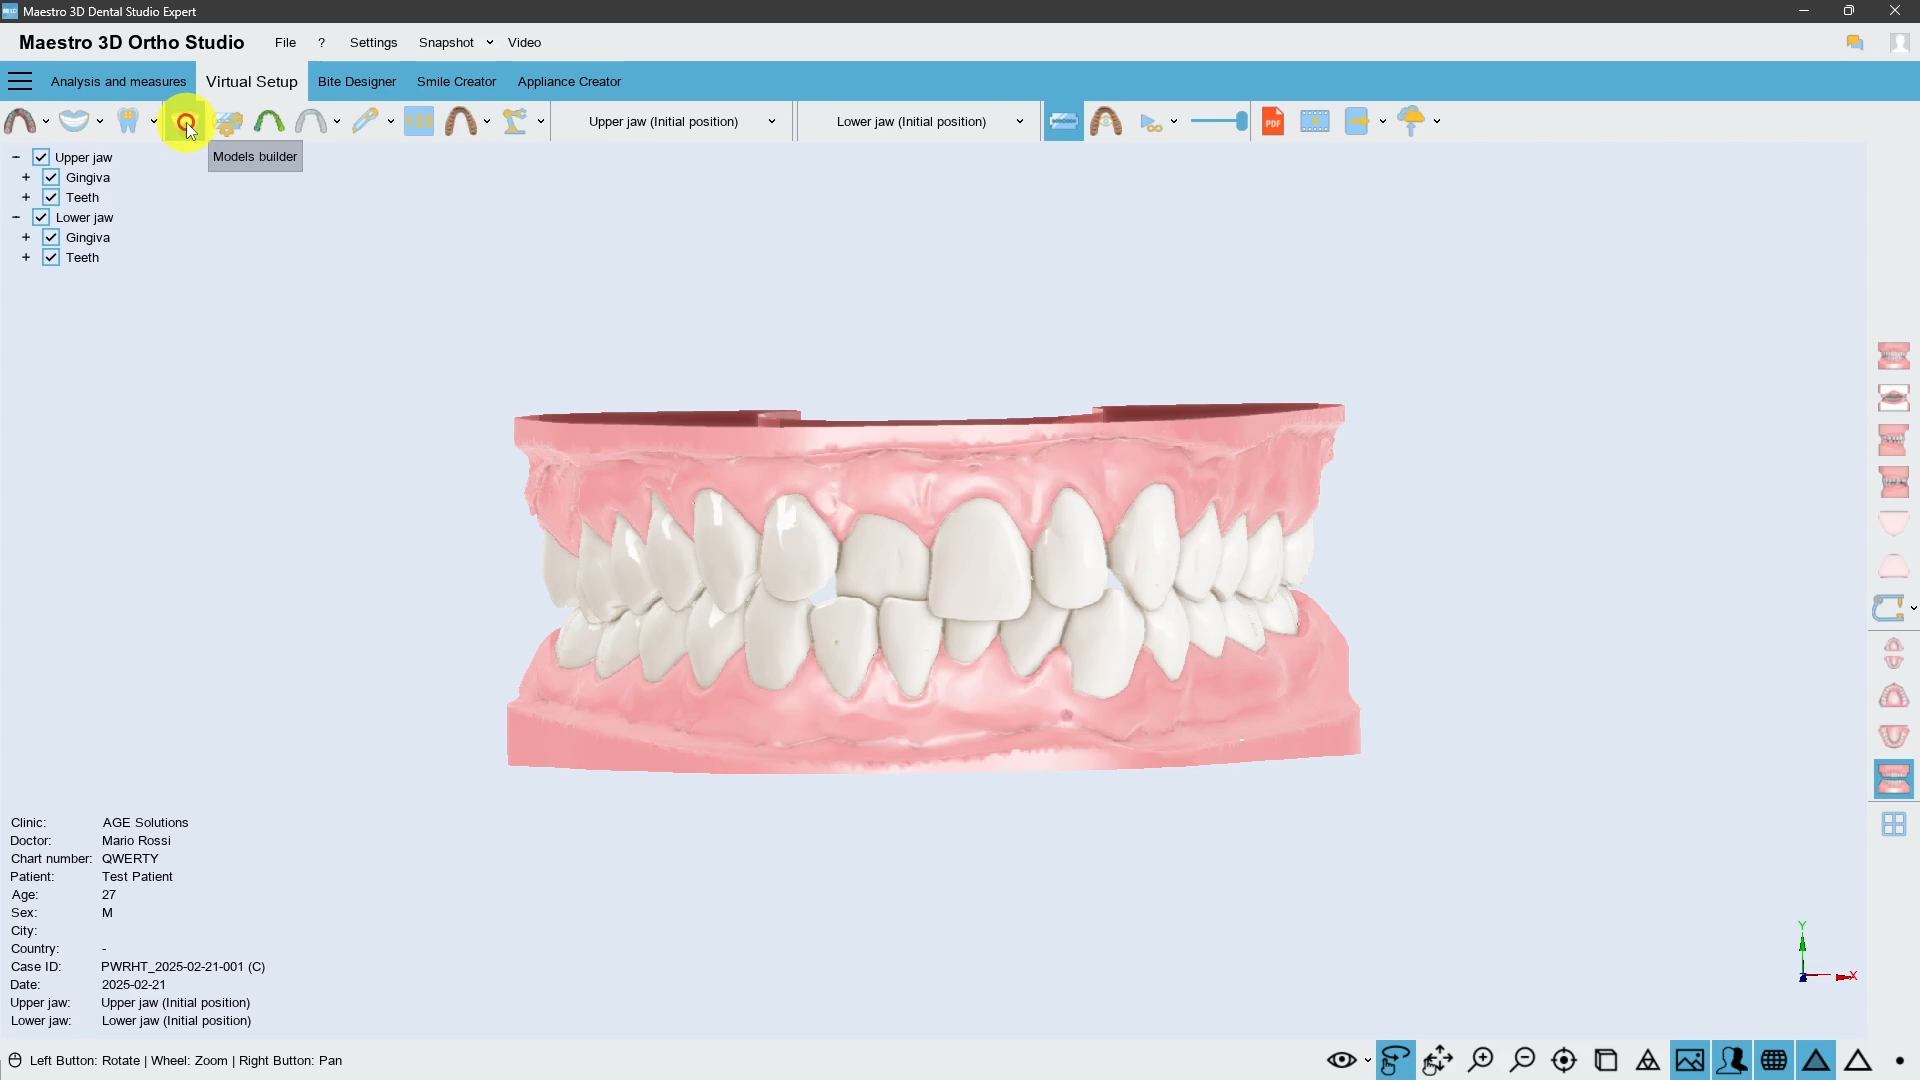 Maestro 3D Dental Studio Expert
Maestro 3D Ortho Studio
File ? Settings Snapshot Video
Analysis and measures Virtual Setup Bite Designer Smile Creator Appliance Creator
123 Upper jaw (Initial position) Lower jaw (Initial position) PDF
Models builder
Upper jaw
Gingiva
Teeth
Lower jaw
Gingiva
Teeth
Clinic: AGE Solutions
Doctor: Mario Rossi
Chart number: QWERTY
Patient: Test Patient
Age: 27
Sex: M
City:
Country: -
Case ID: PWRHT_2025-02-21-001 (C)
Date: 2025-02-21
Upper jaw: Upper jaw (Initial position)
Lower jaw: Lower jaw (Initial position)
Y
X
Left Button: Rotate | Wheel: Zoom | Right Button: Pan